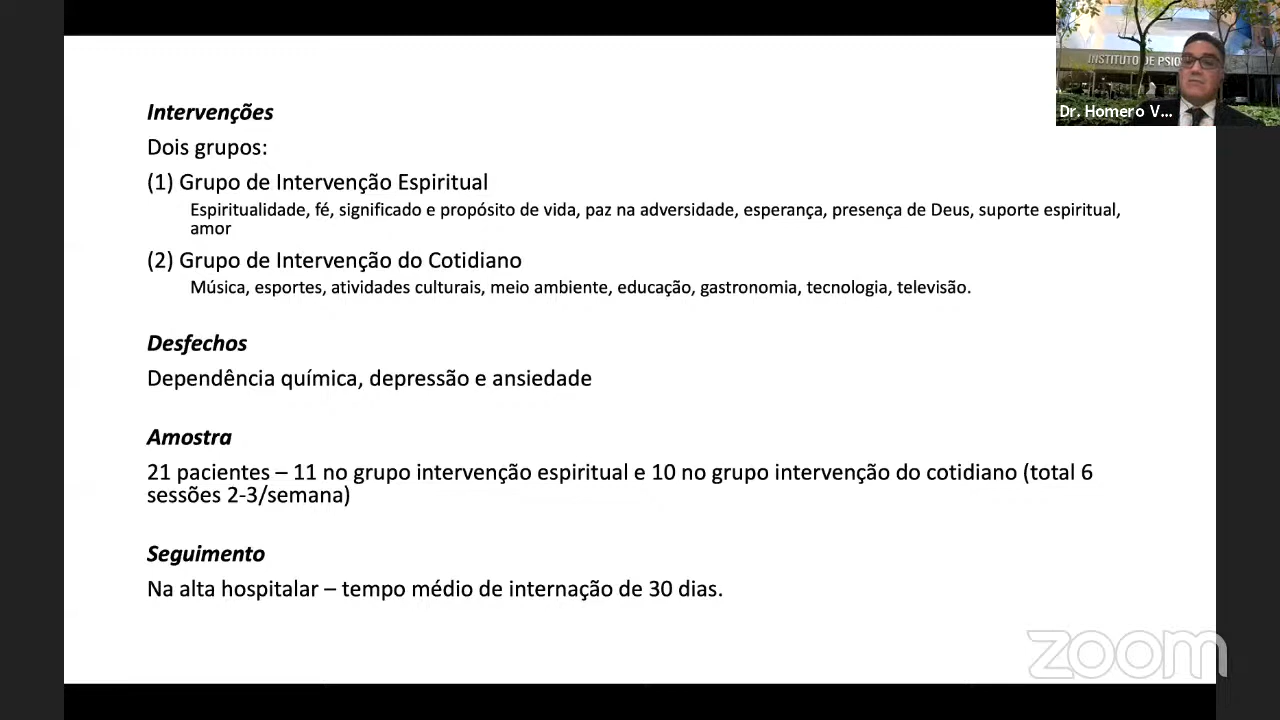 INSTITUTO DE PSIQ
Dr. Homero V...
Intervenções
Dois grupos:
(1) Grupo de Intervenção Espiritual
Espiritualidade, fé, significado e propósito de vida, paz na adversidade, esperança, presença de Deus, suporte espiritual,
amor
(2) Grupo de Intervenção do Cotidiano
Música, esportes, atividades culturais, meio ambiente, educação, gastronomia, tecnologia, televisão.
Desfechos
Dependência química, depressão e ansiedade
Amostra
21 pacientes – 11 no grupo intervenção espiritual e 10 no grupo intervenção do cotidiano (total 6
sessões 2-3/semana)
Seguimento
Na alta hospitalar – tempo médio de internação de 30 dias.
zoom